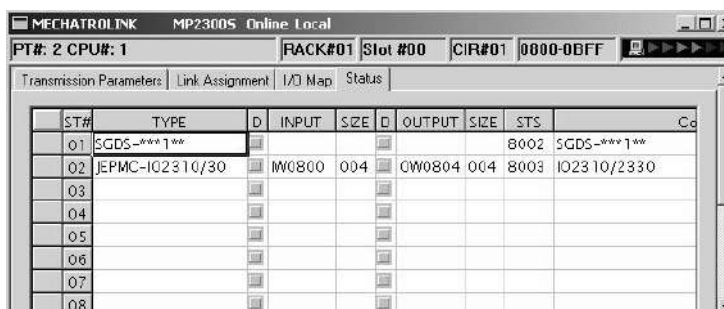 MECHATROLINK MP2300S Online Local
PT#: 2 CPU#: 1 RACK#01 Slot #00 CIR#01 0800-0BFF
Transmission Parameters Link Assignment I/O Map Status
ST# TYPE D INPUT SIZE D OUTPUT SIZE STS Co
01 SGDS-***1** 8002 SGDS-***1**
02 JEPMC-IO2310/30 IW0800 004 OW0804 004 8003 IO2310/2330
03
04
05
06
07
08